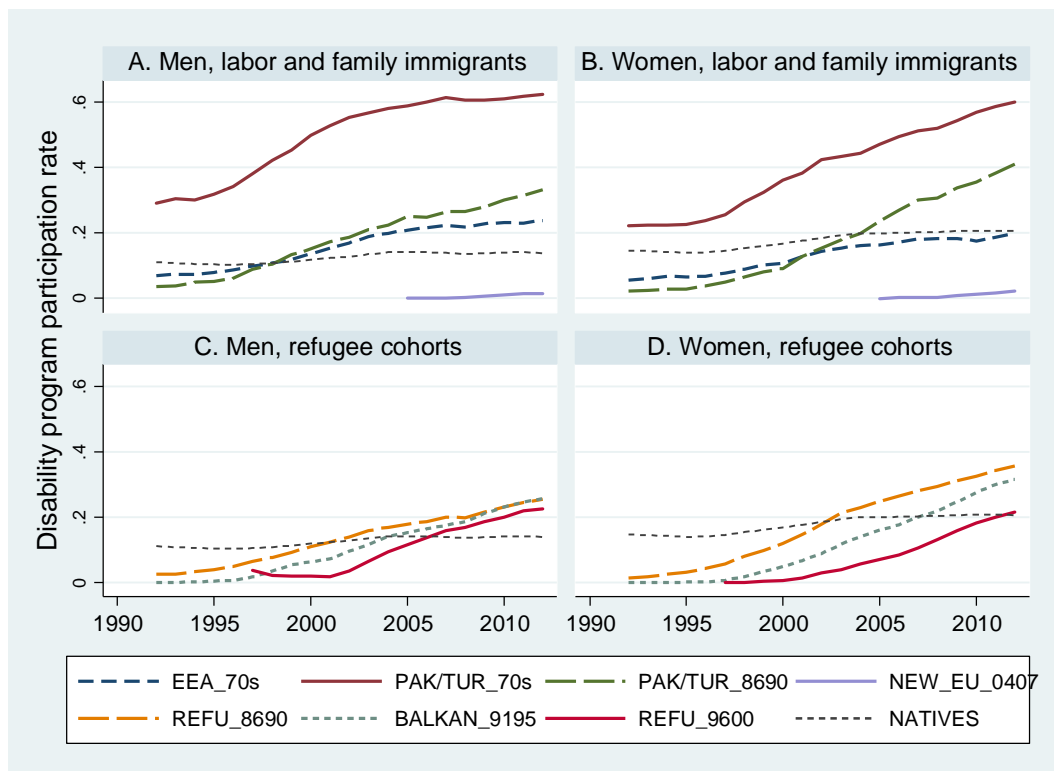 A. Men, labor and family immigrants
B. Women, labor and family immigrants
Disability program participation rate
.6
.4
.2
0
C. Men, refugee cohorts
D. Women, refugee cohorts
.6
.4
.2
0
1990 1995 2000 2005 2010 1990 1995 2000 2005 2010
EEA_70s PAK/TUR_70s PAK/TUR_8690 NEW_EU_0407
REFU_8690 BALKAN_9195 REFU_9600 NATIVES